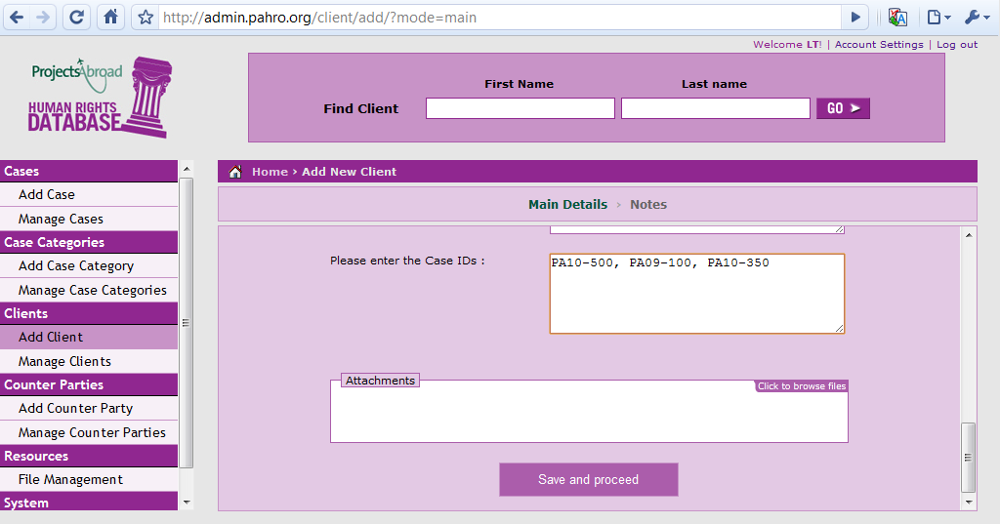 http://admin.pahro.org/client/add/?mode=main
Welcome LT! | Account Settings | Log out
ProjectsAbroad
HUMAN RIGHTS
DATABASE
First Name
Last name
Find Client
GO
Cases
Add Case
Manage Cases
Case Categories
Add Case Category
Manage Case Categories
Clients
Add Client
Manage Clients
Counter Parties
Add Counter Party
Manage Counter Parties
Resources
File Management
System
Home › Add New Client
Main Details › Notes
Please enter the Case IDs :
PA10-500, PA09-100, PA10-350
Attachments
Click to browse files
Save and proceed